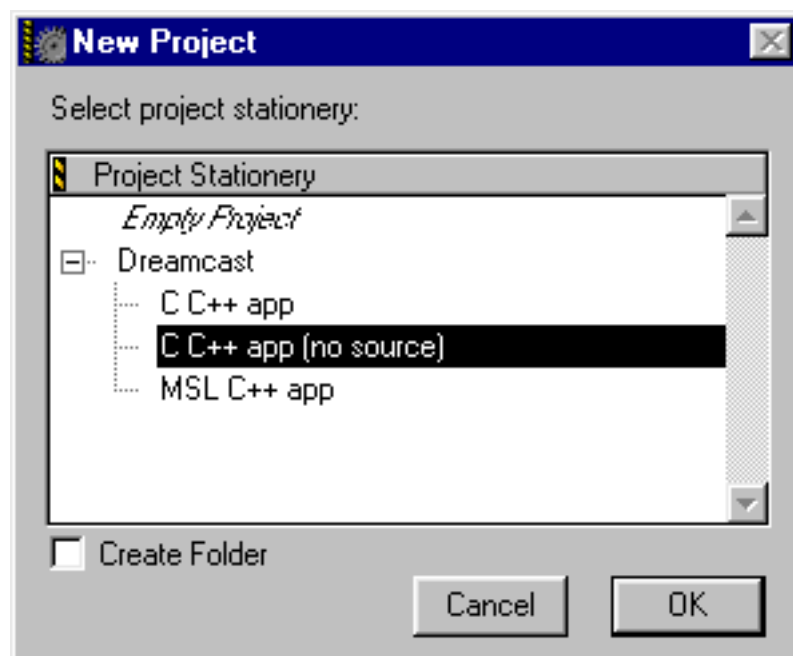 New Project
Select project stationery:
Project Stationery
Empty Project
Dreamcast
C C++ app
C C++ app (no source)
MSL C++ app
Create Folder
Cancel OK